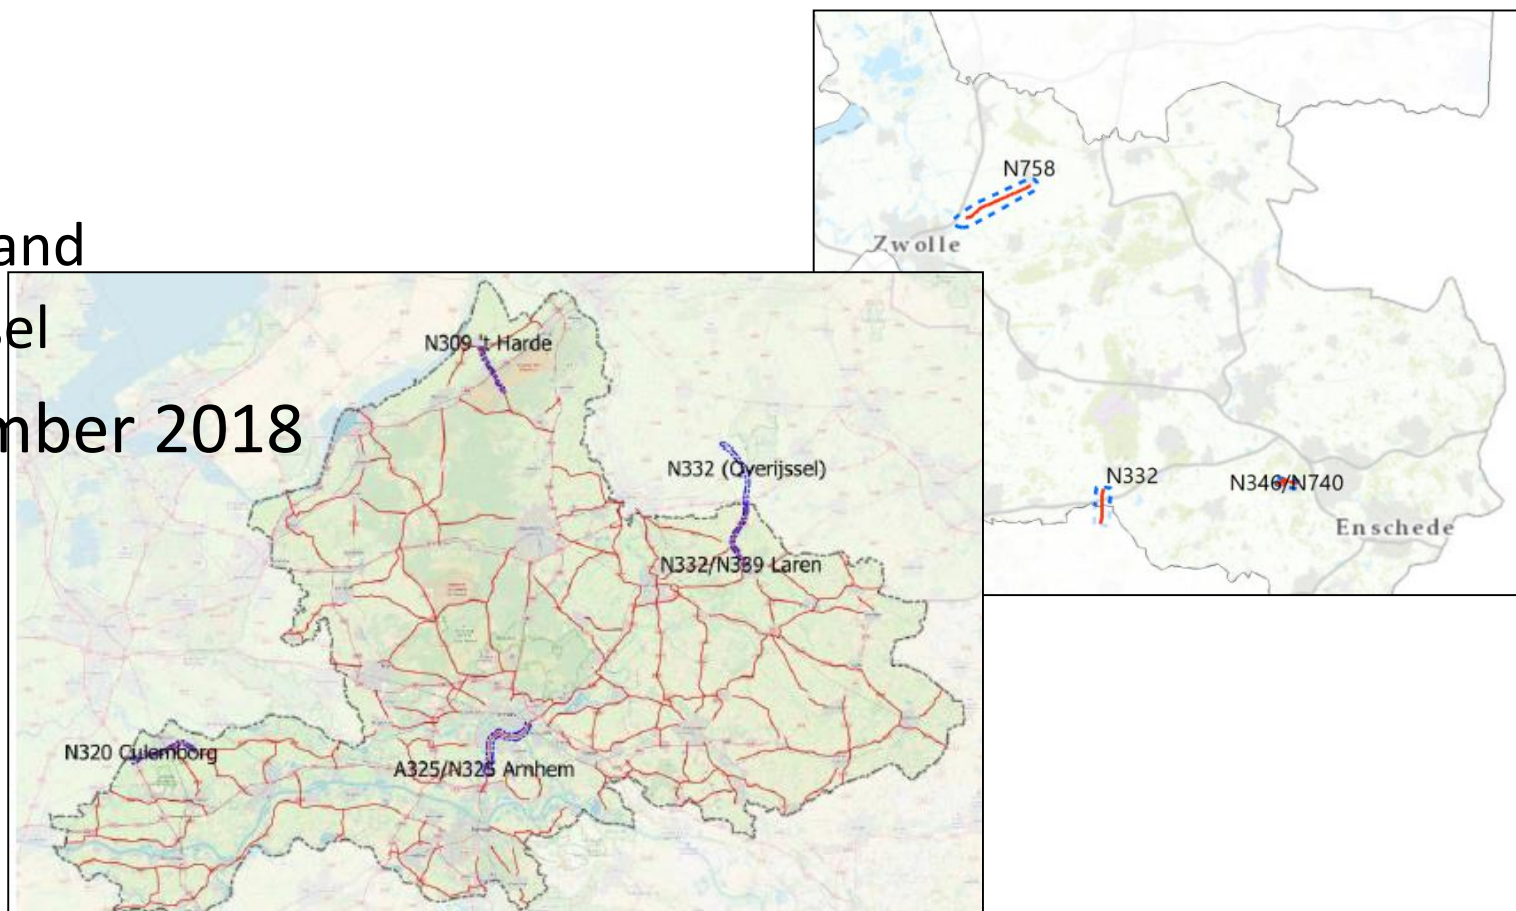 and
sel
mber 2018
N309 't Harde
N332 (Overijssel)
N332/N339 Laren
N320 Culemborg
A325/N325 Arnhem
N758
Zwolle
N332
N346/N740
Enschede